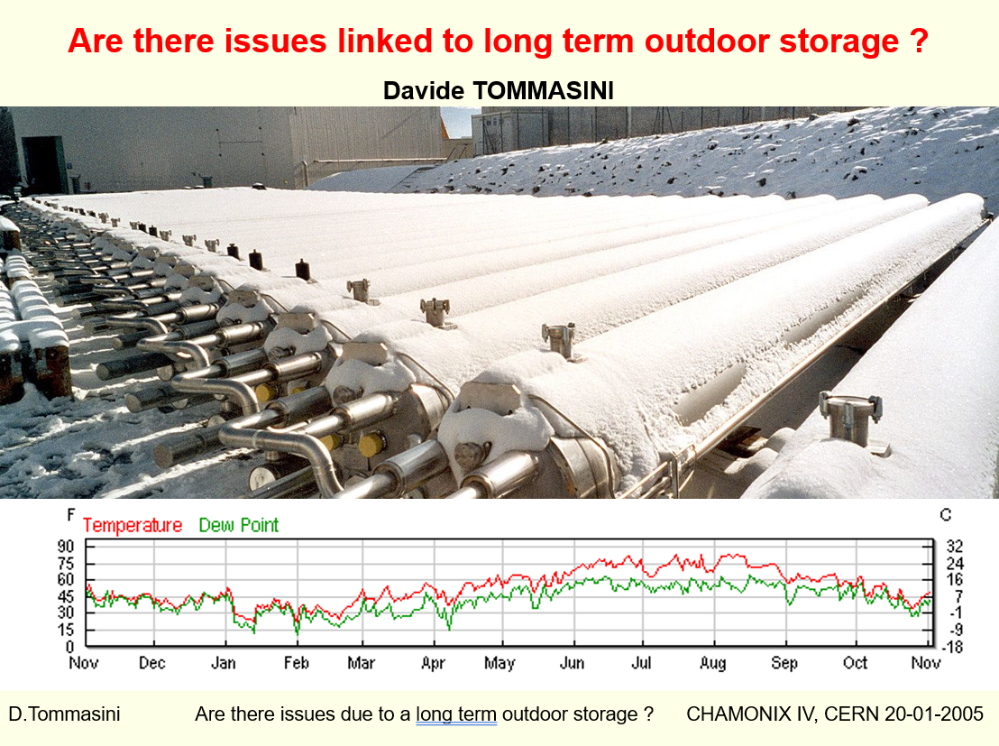 Are there issues linked to long term outdoor storage ?
Davide TOMMASINI
F
Temperature Dew Point
C
90
75
60
45
30
15
0
32
24
16
7
-1
-9
-18
Nov Dec Jan Feb Mar Apr May Jun Jul Aug Sep Oct Nov
D.Tommasini Are there issues due to a long term outdoor storage ? CHAMONIX IV, CERN 20-01-2005